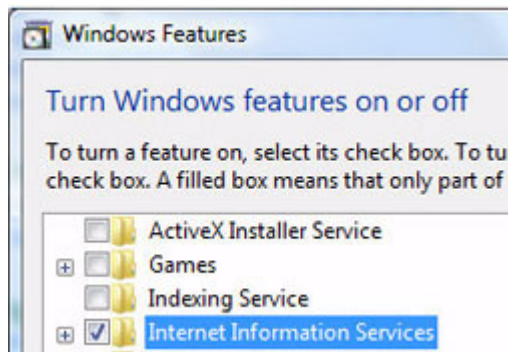 Windows Features
Turn Windows features on or off
To turn a feature on, select its check box. To tu
check box. A filled box means that only part of
ActiveX Installer Service
Games
Indexing Service
Internet Information Services